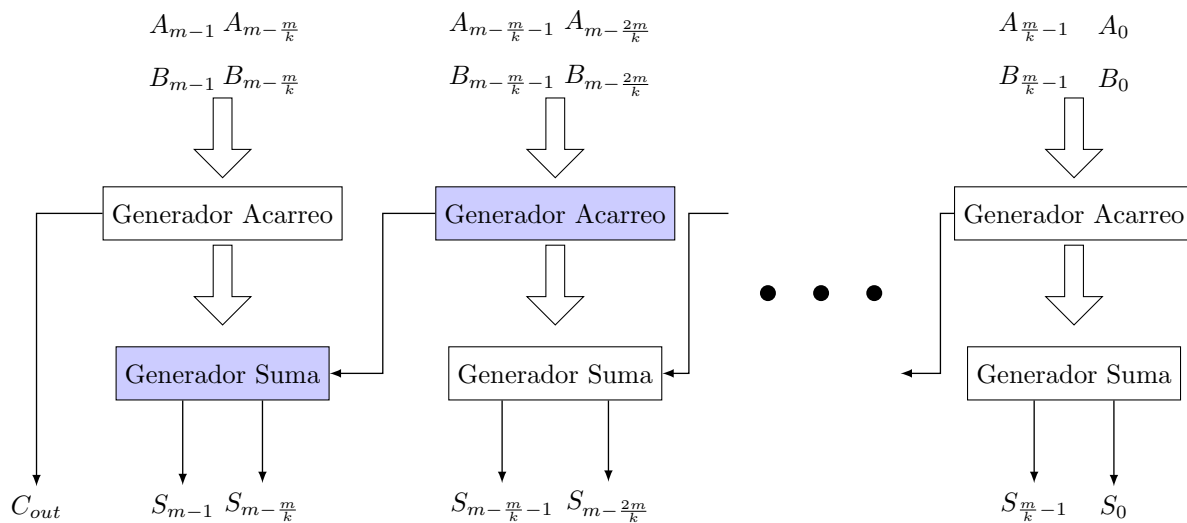 A_{m-1} A_{m-\frac{m}{k}} A_{m-\frac{m}{k}-1} A_{m-\frac{2m}{k}} A_{\frac{m}{k}-1} A_0
B_{m-1} B_{m-\frac{m}{k}} B_{m-\frac{m}{k}-1} B_{m-\frac{2m}{k}} B_{\frac{m}{k}-1} B_0
Generador Acarreo Generador Acarreo Generador Acarreo
Generador Suma Generador Suma Generador Suma
C_{out} S_{m-1} S_{m-\frac{m}{k}} S_{m-\frac{m}{k}-1} S_{m-\frac{2m}{k}} S_{\frac{m}{k}-1} S_0